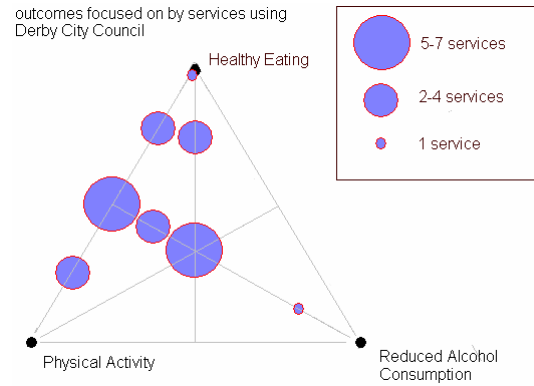 outcomes focused on by services using
Derby City Council
Healthy Eating
5-7 services
2-4 services
1 service
Physical Activity
Reduced Alcohol
Consumption